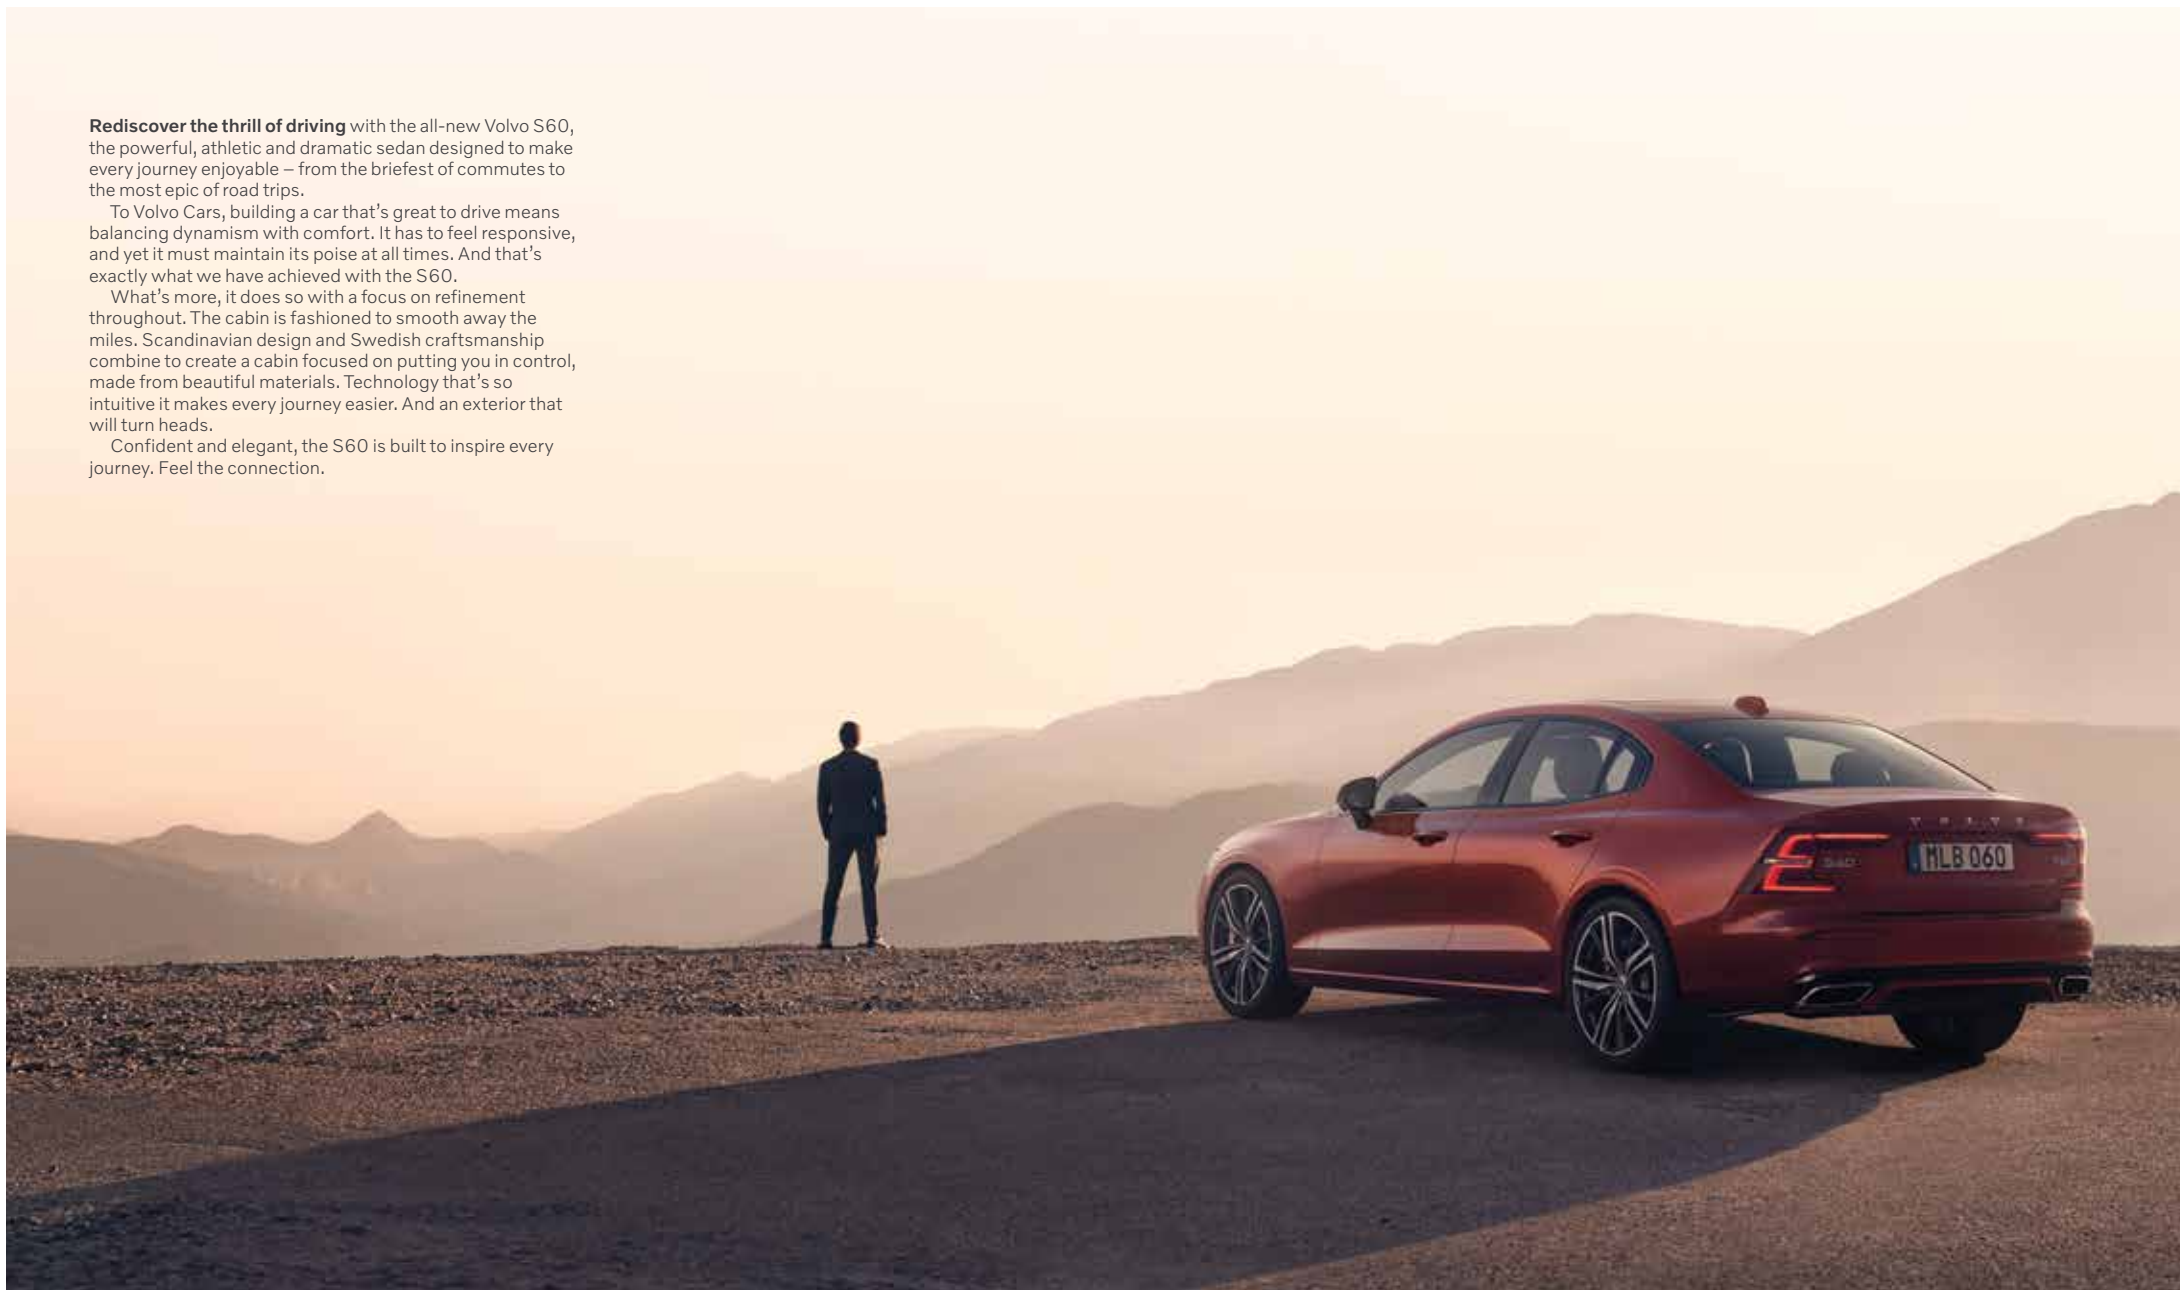 Rediscover the thrill of driving with the all-new Volvo S60,
the powerful, athletic and dramatic sedan designed to make
every journey enjoyable – from the briefest of commutes to
the most epic of road trips.
To Volvo Cars, building a car that's great to drive means
balancing dynamism with comfort. It has to feel responsive,
and yet it must maintain its poise at all times. And that's
exactly what we have achieved with the S60.
What's more, it does so with a focus on refinement
throughout. The cabin is fashioned to smooth away the
miles. Scandinavian design and Swedish craftsmanship
combine to create a cabin focused on putting you in control,
made from beautiful materials. Technology that's so
intuitive it makes every journey easier. And an exterior that
will turn heads.
Confident and elegant, the S60 is built to inspire every
journey. Feel the connection.
VOLVO
S60
MLB 060